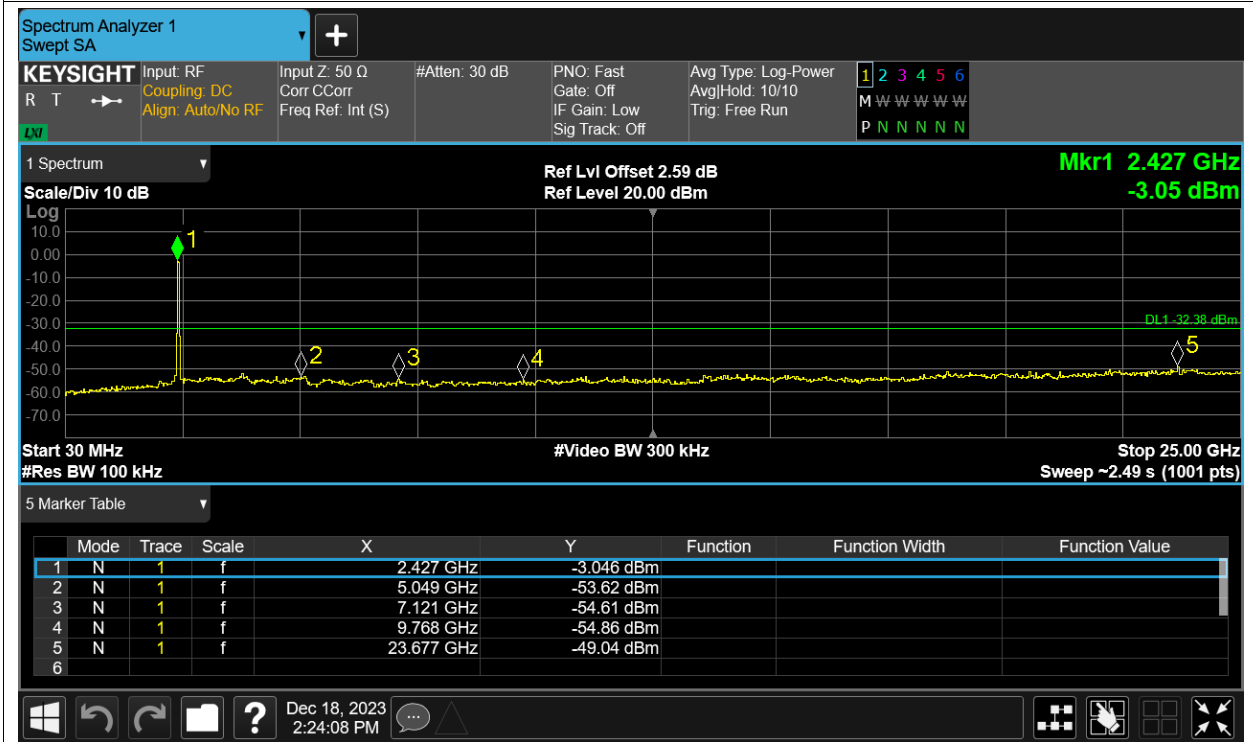 Spectrum Analyzer 1
Swept SA
KEYSIGHT
R T
LXI
Input: RF
Coupling: DC
Align: Auto/No RF
Input Z: 50 Ω
Corr CCorr
Freq Ref: Int (S)
#Atten: 30 dB
PNO: Fast
Gate: Off
IF Gain: Low
Sig Track: Off
Avg Type: Log-Power
Avg|Hold: 10/10
Trig: Free Run
1 2 3 4 5 6
M W W W W W
P N N N N N
1 Spectrum
Scale/Div 10 dB
Ref Lvl Offset 2.59 dB
Ref Level 20.00 dBm
Mkr1 2.427 GHz
-3.05 dBm
Log
10.0
0.00
-10.0
-20.0
-30.0
-40.0
-50.0
-60.0
-70.0
1
2
3
4
5
DL1 -32.38 dBm
Start 30 MHz
#Res BW 100 kHz
#Video BW 300 kHz
Stop 25.00 GHz
Sweep ~2.49 s (1001 pts)
5 Marker Table
Mode Trace Scale X Y Function Function Width Function Value
1 N 1 f 2.427 GHz -3.046 dBm
2 N 1 f 5.049 GHz -53.62 dBm
3 N 1 f 7.121 GHz -54.61 dBm
4 N 1 f 9.768 GHz -54.86 dBm
5 N 1 f 23.677 GHz -49.04 dBm
6
?
Dec 18, 2023
2:24:08 PM